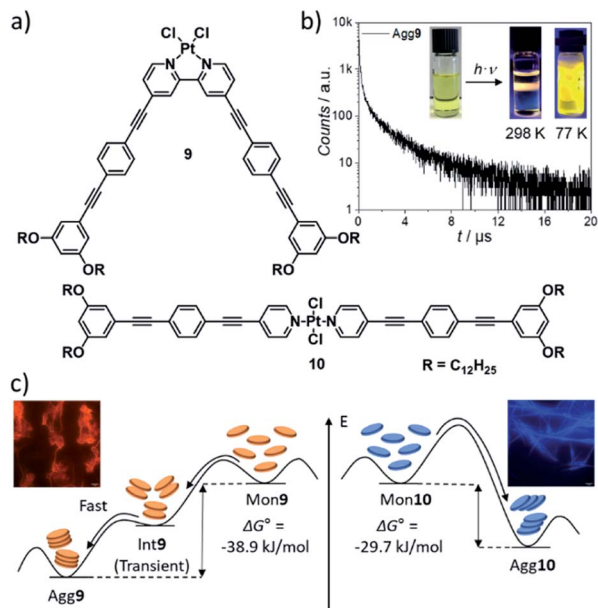 a)
Cl Cl
Pt
N N
9
RO OR
OR OR
b)
10k
1k
100
10
1
Counts / a.u.
Agg9
h·ν
298 K 77 K
0 4 8 12 16 20
t / µs
RO OR
Cl
N-Pt-N
Cl
RO OR
10
R = C12H25
c)
E
Fast
Mon9 Mon10
Int9
(Transient)
ΔG° =
-38.9 kJ/mol
ΔG° =
-29.7 kJ/mol
Agg9
Agg10